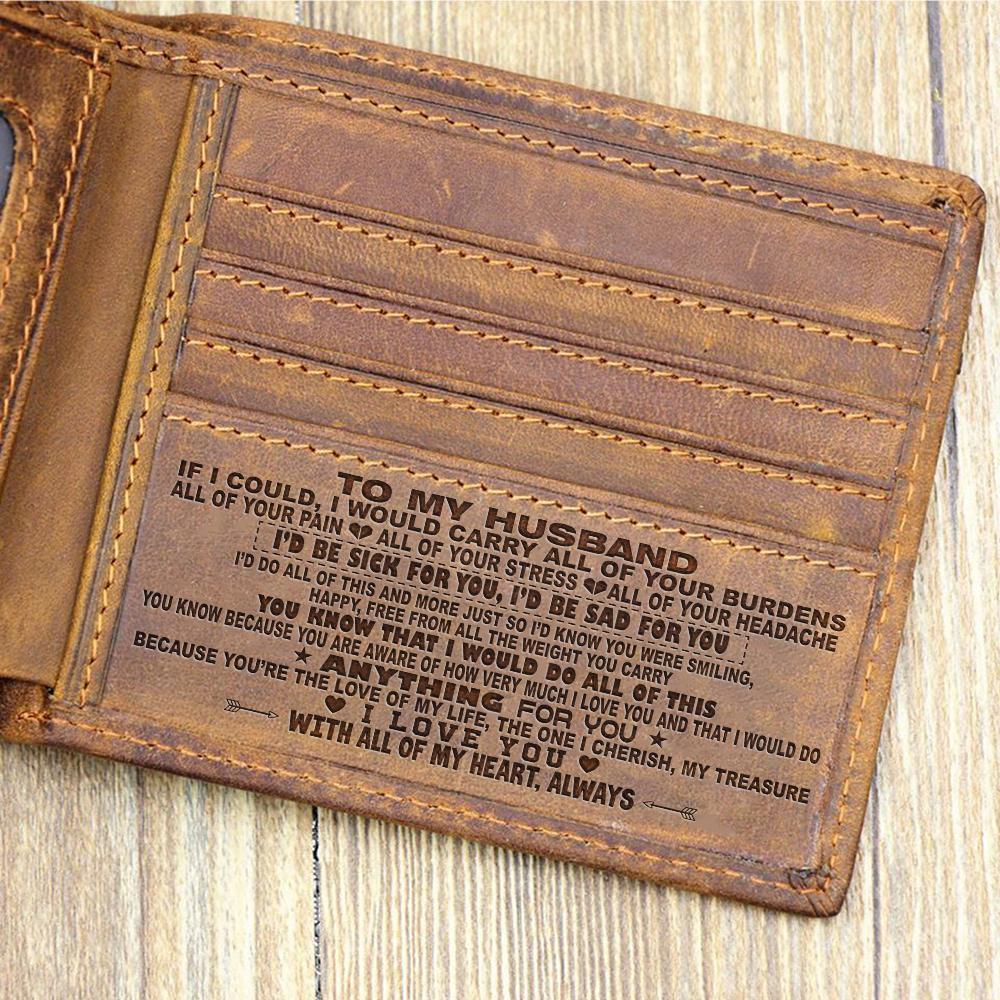 TO MY HUSBAND
IF I COULD, I WOULD CARRY ALL OF YOUR BURDENS
ALL OF YOUR PAIN ALL OF YOUR STRESS ALL OF YOUR HEADACHE
I'D BE SICK FOR YOU, I'D BE SAD FOR YOU
I'D DO ALL OF THIS AND MORE JUST SO I'D KNOW YOU WERE SMILING,
HAPPY, FREE FROM ALL THE WEIGHT YOU CARRY
YOU KNOW THAT I WOULD DO ALL OF THIS
YOU KNOW BECAUSE YOU ARE AWARE OF HOW VERY MUCH I LOVE YOU AND THAT I WOULD DO
ANYTHING FOR YOU
BECAUSE YOU'RE THE LOVE OF MY LIFE, THE ONE I CHERISH, MY TREASURE
I LOVE YOU
WITH ALL OF MY HEART, ALWAYS